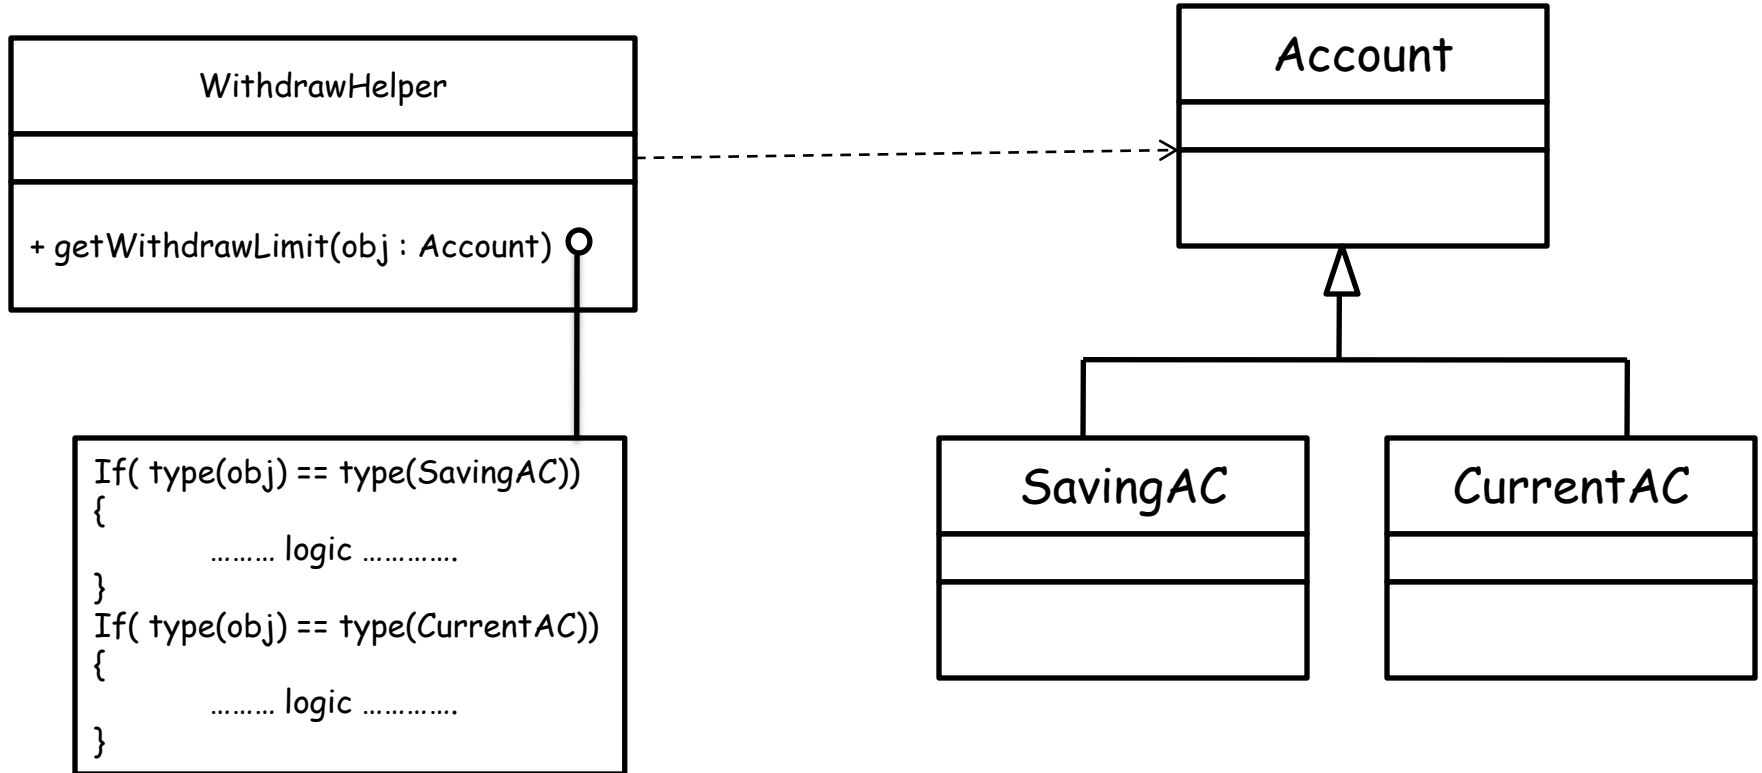 WithdrawHelper
+ getWithdrawLimit(obj : Account)
If( type(obj) == type(SavingAC))
{
……… logic ………….
}
If( type(obj) == type(CurrentAC))
{
……… logic ………….
}
Account
SavingAC
CurrentAC